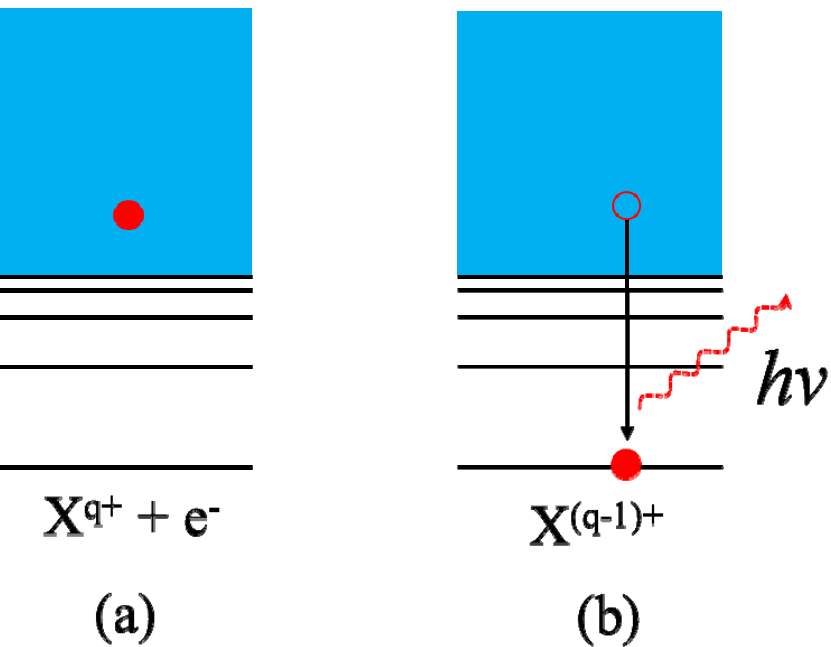 hν
X^{q+} + e^{-}
X^{(q-1)+}
(a)
(b)